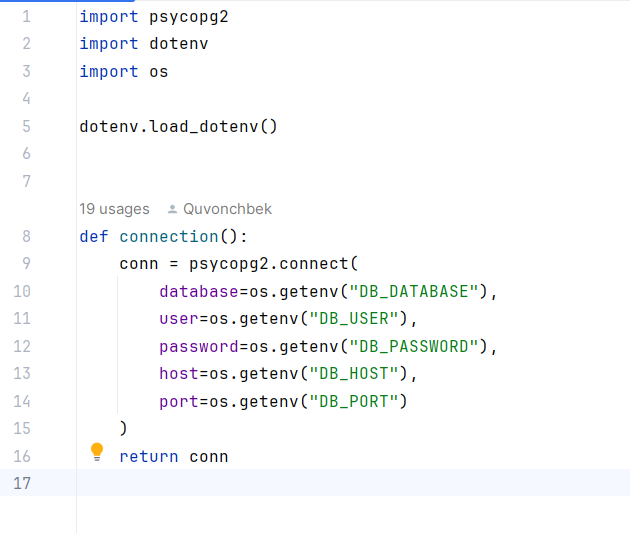 1 import psycopg2
2 import dotenv
3 import os
4
5 dotenv.load_dotenv()
6
7
19 usages Quvonchbek
8 def connection():
9     conn = psycopg2.connect(
10         database=os.getenv("DB_DATABASE"),
11         user=os.getenv("DB_USER"),
12         password=os.getenv("DB_PASSWORD"),
13         host=os.getenv("DB_HOST"),
14         port=os.getenv("DB_PORT")
15     )
16     return conn
17